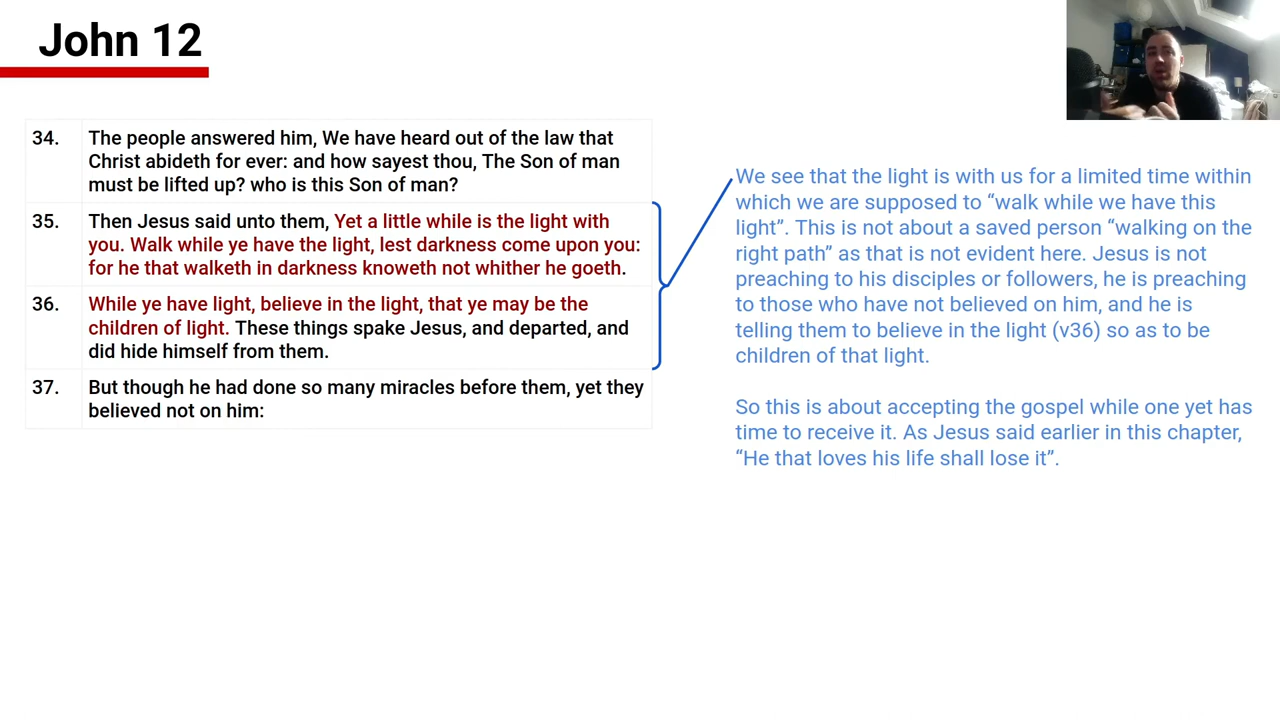 John 12
34. The people answered him, We have heard out of the law that
Christ abideth for ever: and how sayest thou, The Son of man
must be lifted up? who is this Son of man?
35. Then Jesus said unto them, Yet a little while is the light with
you. Walk while ye have the light, lest darkness come upon you:
for he that walketh in darkness knoweth not whither he goeth.
36. While ye have light, believe in the light, that ye may be the
children of light. These things spake Jesus, and departed, and
did hide himself from them.
37. But though he had done so many miracles before them, yet they
believed not on him:
We see that the light is with us for a limited time within
which we are supposed to “walk while we have this
light”. This is not about a saved person “walking on the
right path” as that is not evident here. Jesus is not
preaching to his disciples or followers, he is preaching
to those who have not believed on him, and he is
telling them to believe in the light (v36) so as to be
children of that light.
So this is about accepting the gospel while one yet has
time to receive it. As Jesus said earlier in this chapter,
“He that loves his life shall lose it”.